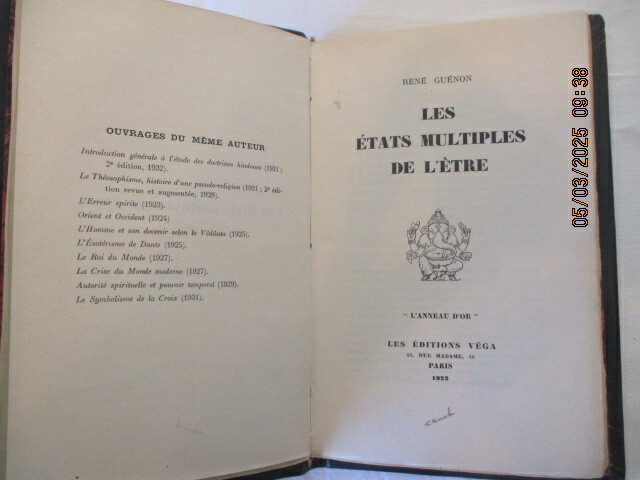 OUVRAGES DU MÊME AUTEUR
Introduction générale à l'étude des doctrines hindoues (1921 ;
2e édition, 1932).
Le Théosophisme, histoire d'une pseudo-religion (1921 ; 2e édi-
tion revue et augmentée, 1928).
L'Erreur spirite (1923).
Orient et Occident (1924)
L'Homme et son devenir selon le Vêdânta (1925).
L'Ésotérisme de Dante (1925).
Le Roi du Monde (1927).
La Crise du Monde moderne (1927).
Autorité spirituelle et pouvoir temporel (1929).
Le Symbolisme de la Croix (1931).
RENÉ GUÉNON
LES
ÉTATS MULTIPLES
DE L'ÊTRE
" L'ANNEAU D'OR "
LES ÉDITIONS VÉGA
RUE MADAME,
PARIS
1932
05/03/2025 09:38